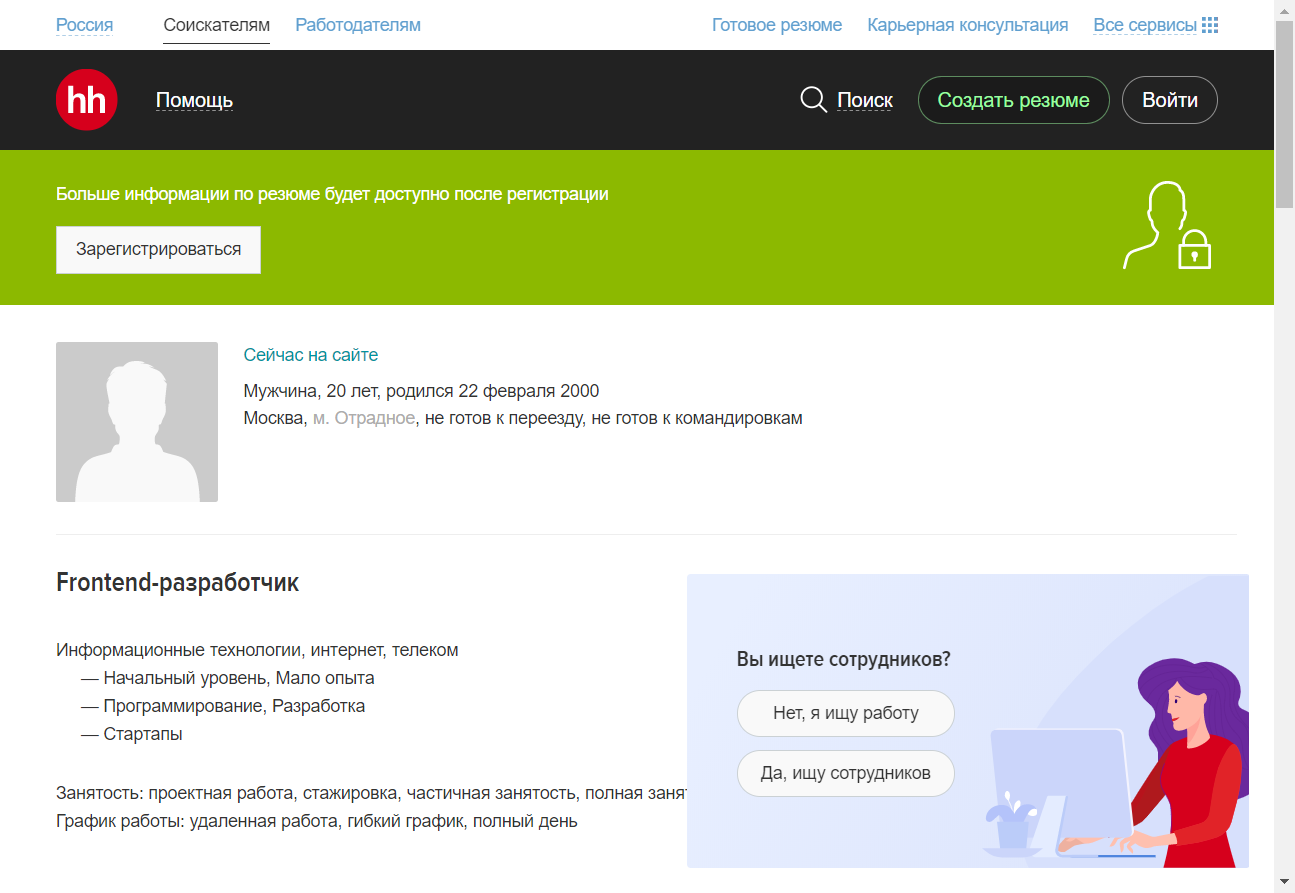 Россия Соискателям Работодателям Готовое резюме Карьерная консультация Все сервисы
hh Помощь Поиск Создать резюме Войти
Больше информации по резюме будет доступно после регистрации
Зарегистрироваться
Сейчас на сайте
Мужчина, 20 лет, родился 22 февраля 2000
Москва, м. Отрадное, не готов к переезду, не готов к командировкам
Frontend-разработчик
Информационные технологии, интернет, телеком
— Начальный уровень, Мало опыта
— Программирование, Разработка
— Стартапы
Занятость: проектная работа, стажировка, частичная занятость, полная
График работы: удаленная работа, гибкий график, полный день
Вы ищете сотрудников?
Нет, я ищу работу
Да, ищу сотрудников